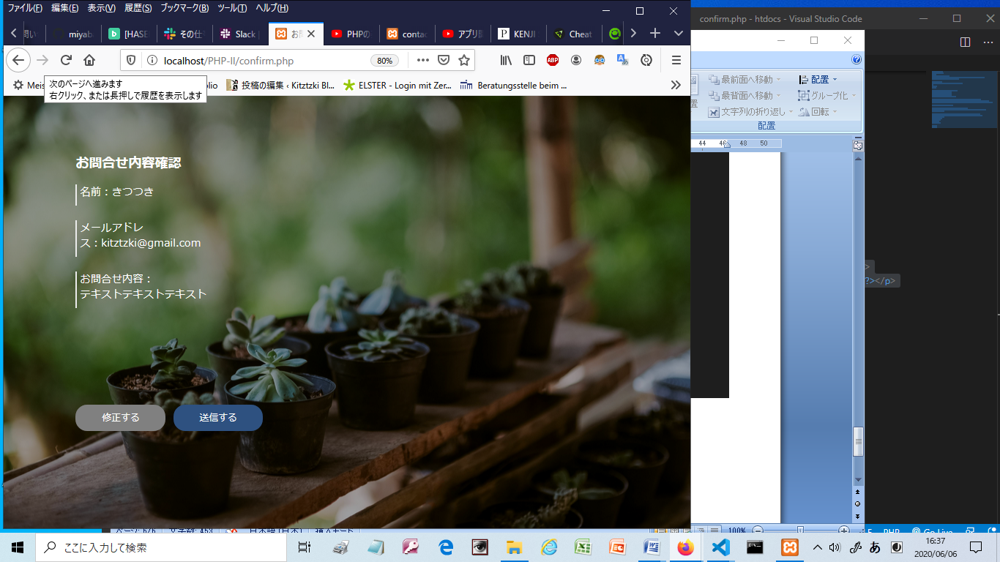 ファイル(F) 編集(E) 表示(V) 履歴(S) ブックマーク(B) ツール(T) ヘルプ(H)
confirm.php - htdocs - Visual Studio Code
miyab
[HASE
その仕
Slack
PHPの
contac
アプリ
KENJI
Cheat
localhost/PHP-II/confirm.php
80%
ABP
Meis
次のページへ進みます
右クリック、または長押しで履歴を表示します
olio
投稿の編集 ‹ Kitztzki Bl...
ELSTER - Login mit Zer...
Beratungsstelle beim ...
最前面へ移動
配置
最背面へ移動
グループ化
文字列の折り返し
回転
配置
44 46 48 50
お問合せ内容確認
名前：きつつき
メールアドレ
ス：kitztzki@gmail.com
お問合せ内容：
テキストテキストテキスト
>
?></p>
修正する
送信する
100%
PHP
Go Live
ここに入力して検索
あ
16:37
2020/06/06